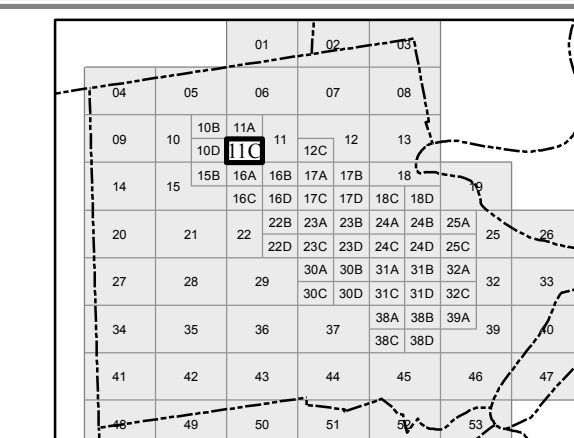 01 02 03
04 05 06 07 08
10B 11A
09 10 11 12 13
10D 11C 12C
15B 16A 16B 17A 17B 18
14 15 19
16C 16D 17C 17D 18C 18D
22B 23A 23B 24A 24B 25A
20 21 22 25 26
22D 23C 23D 24C 24D 25C
30A 30B 31A 31B 32A
27 28 29 32 33
30C 30D 31C 31D 32C
38A 38B 39A
34 35 36 37 39 40
38C 38D
41 42 43 44 45 46 47
48 49 50 51 52 53